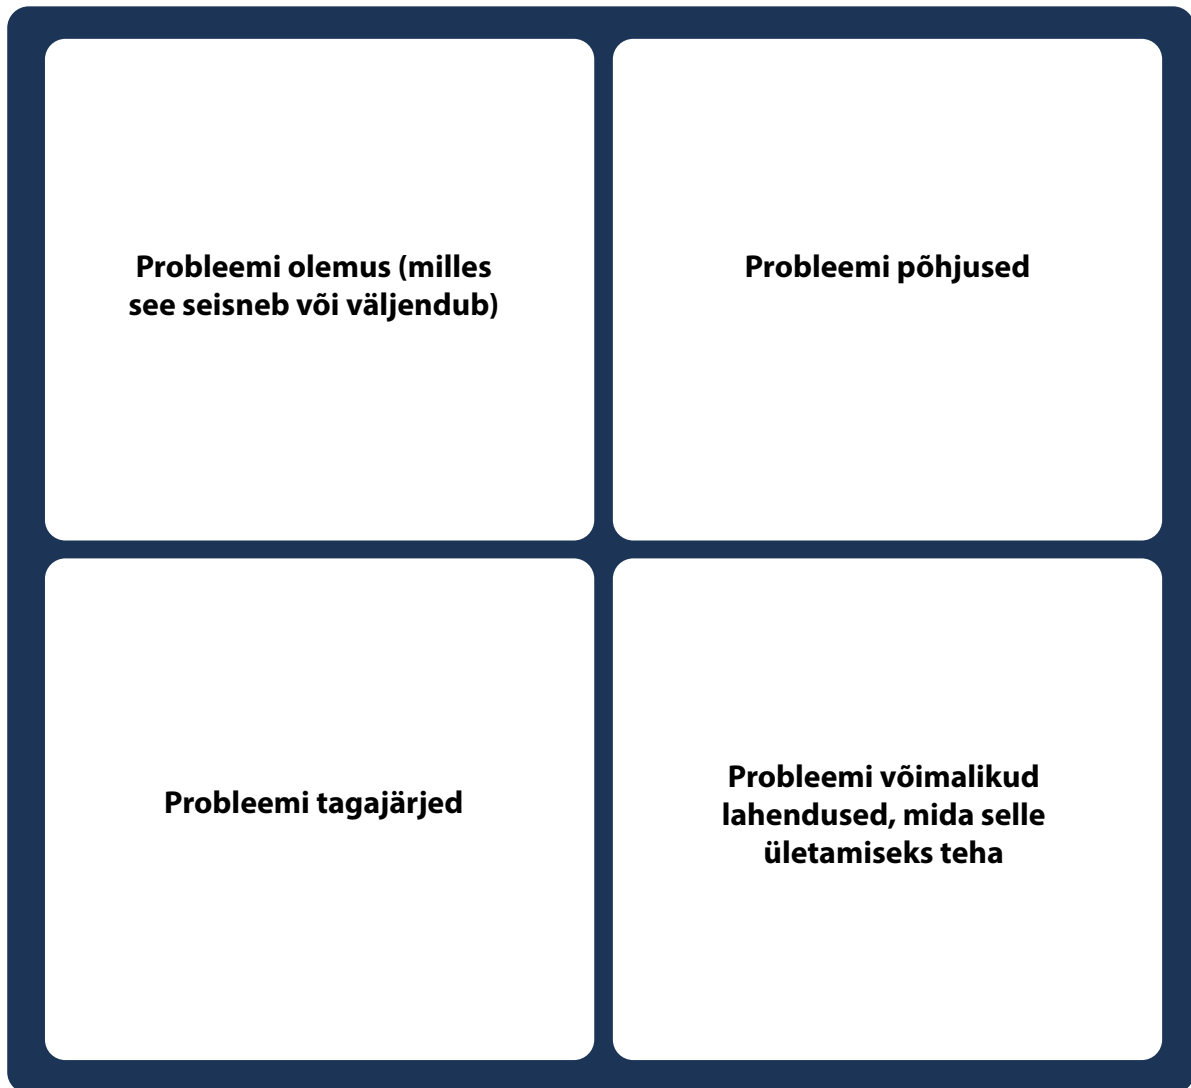 Probleemi olemus (milles
see seisneb või väljendub)
Probleemi põhjused
Probleemi tagajärjed
Probleemi võimalikud
lahendused, mida selle
ületamiseks teha